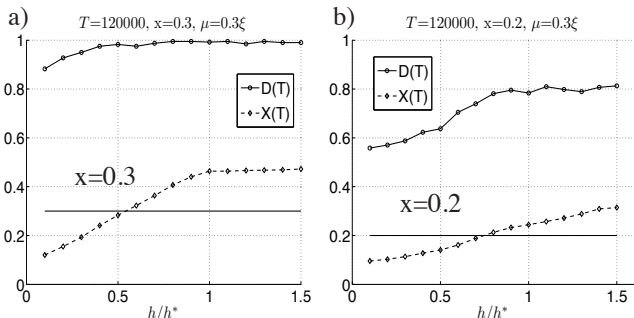 a)
T=120000, x=0.3, μ=0.3ξ
1
0.8
0.6
0.4
0.2
0
D(T)
X(T)
x=0.3
0
0.5
1
1.5
h/h*
b)
T=120000, x=0.2, μ=0.3ξ
1
0.8
0.6
0.4
0.2
0
D(T)
X(T)
x=0.2
0
0.5
1
1.5
h/h*